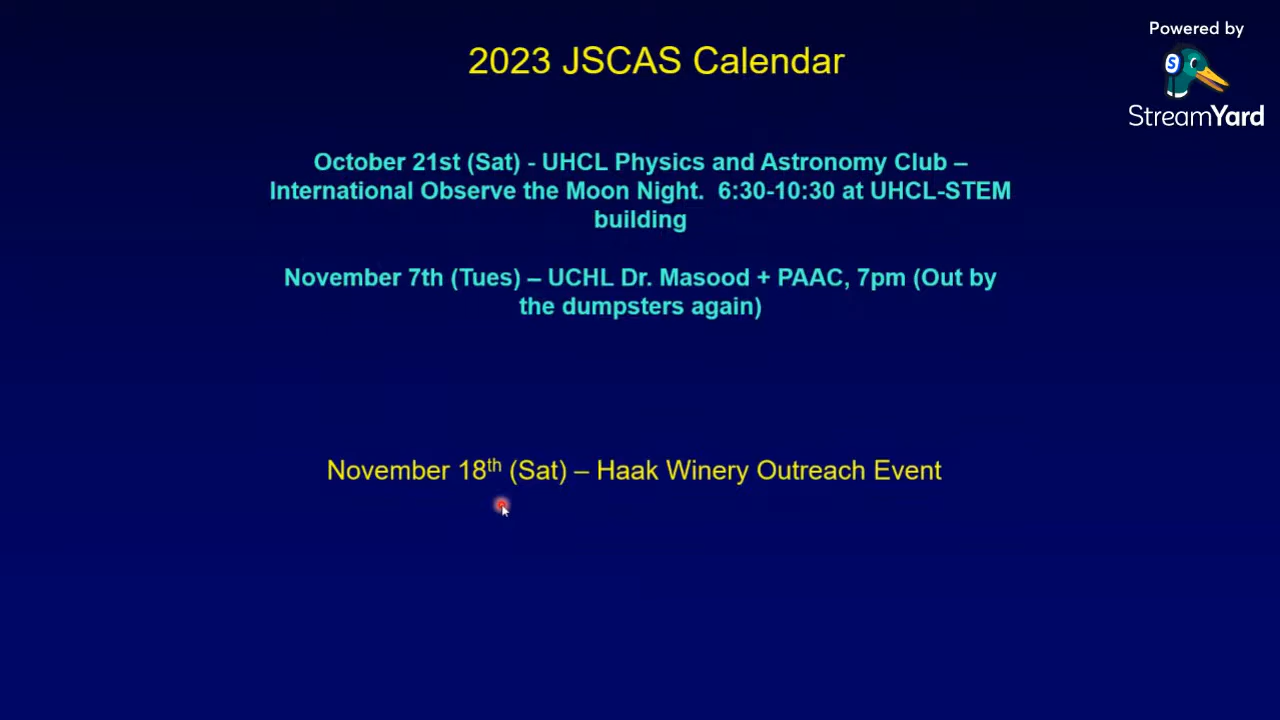 Powered by
StreamYard
2023 JSCAS Calendar
October 21st (Sat) - UHCL Physics and Astronomy Club –
International Observe the Moon Night.  6:30-10:30 at UHCL-STEM
building
November 7th (Tues) – UCHL Dr. Masood + PAAC, 7pm (Out by
the dumpsters again)
November 18th (Sat) – Haak Winery Outreach Event